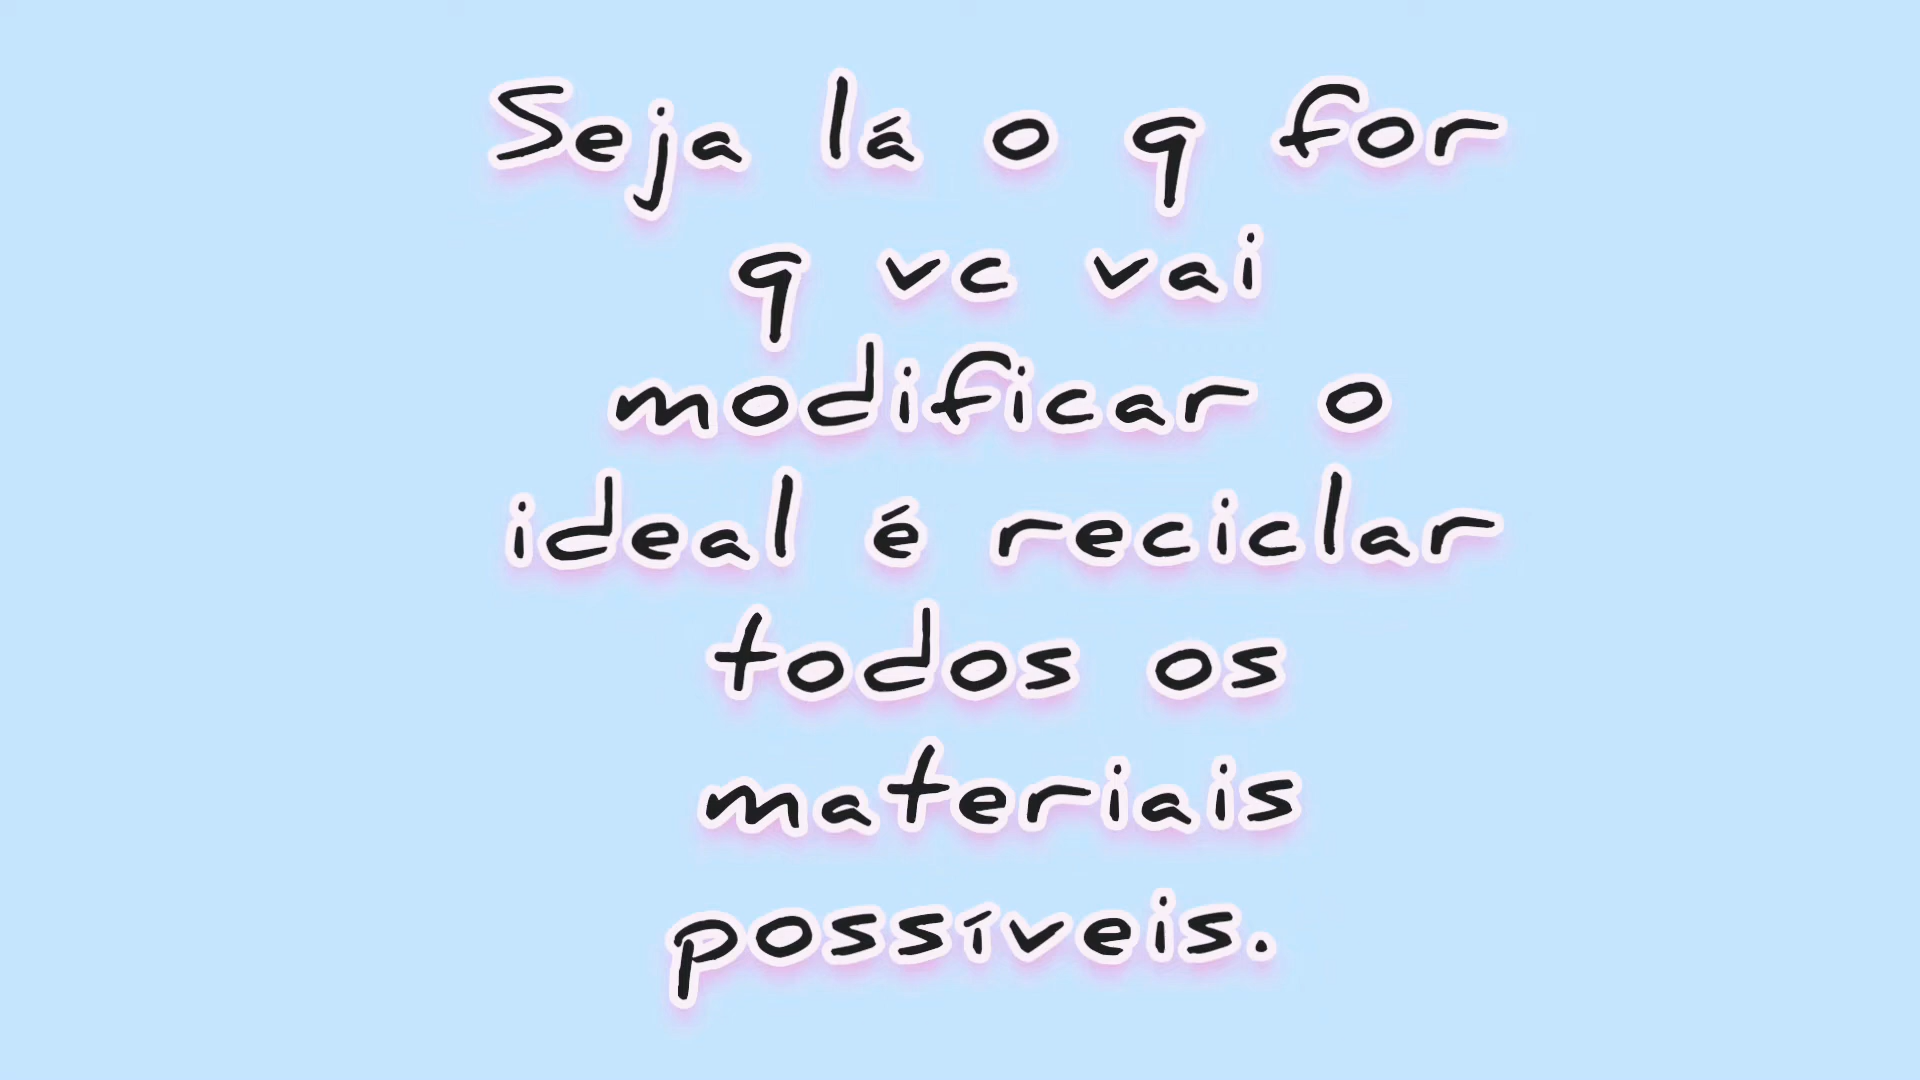 Seja lá o q for
q vc vai
modificar o
ideal é reciclar
todos os
materiais
possíveis.